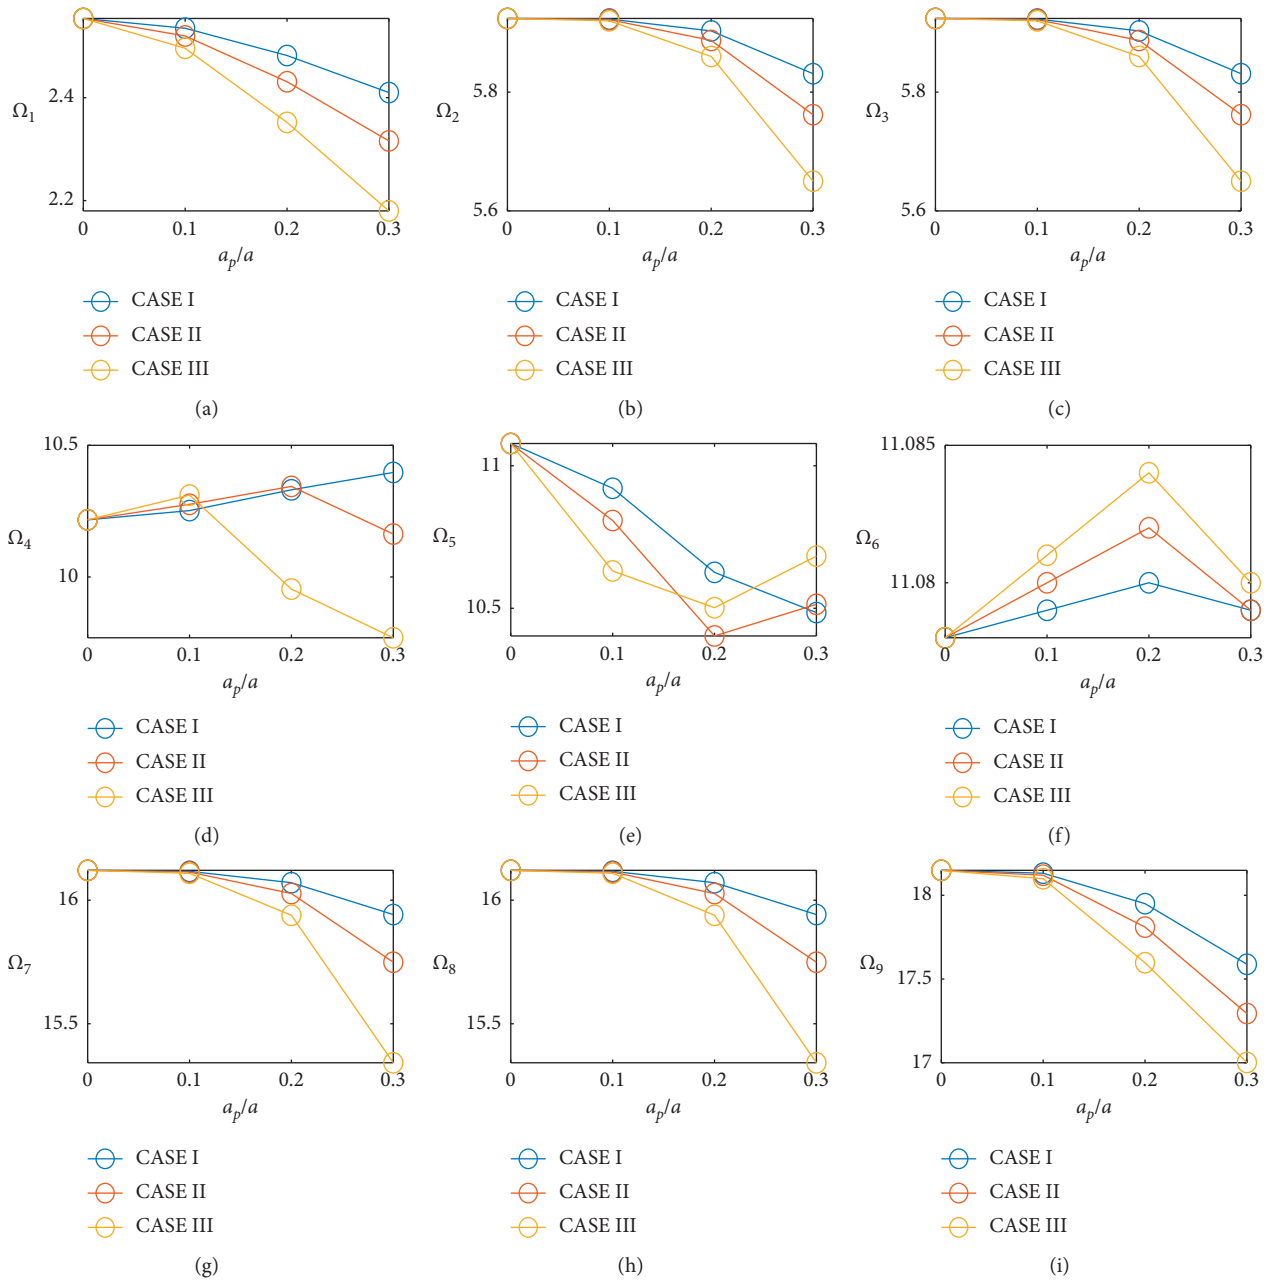 2.4
2.2
Ω1
0 0.1 0.2 0.3
ap/a
CASE I
CASE II
CASE III
(a)
5.8
5.6
Ω2
0 0.1 0.2 0.3
ap/a
CASE I
CASE II
CASE III
(b)
5.8
5.6
Ω3
0 0.1 0.2 0.3
ap/a
CASE I
CASE II
CASE III
(c)
10.5
10
Ω4
0 0.1 0.2 0.3
ap/a
CASE I
CASE II
CASE III
(d)
11
10.5
Ω5
0 0.1 0.2 0.3
ap/a
CASE I
CASE II
CASE III
(e)
11.085
11.08
Ω6
0 0.1 0.2 0.3
ap/a
CASE I
CASE II
CASE III
(f)
16
15.5
Ω7
0 0.1 0.2 0.3
ap/a
CASE I
CASE II
CASE III
(g)
16
15.5
Ω8
0 0.1 0.2 0.3
ap/a
CASE I
CASE II
CASE III
(h)
18
17.5
17
Ω9
0 0.1 0.2 0.3
ap/a
CASE I
CASE II
CASE III
(i)